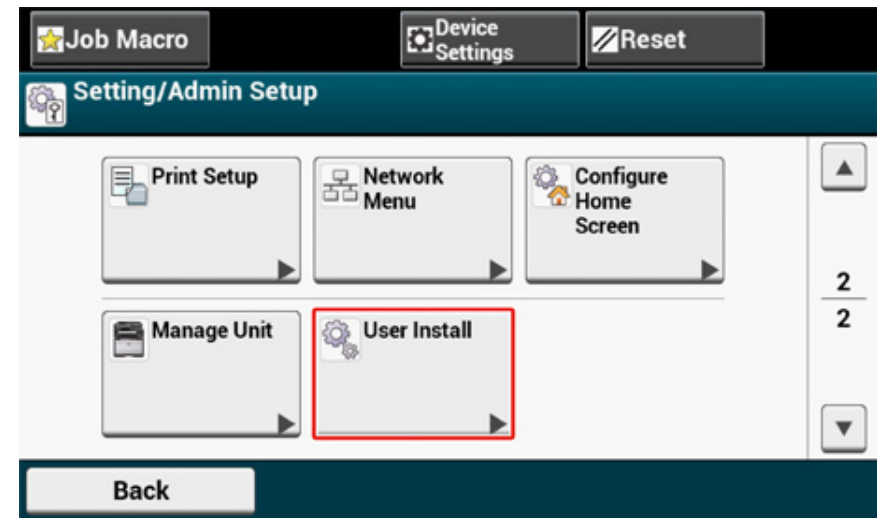 Job Macro
Device
Settings
Reset
Setting/Admin Setup
Print Setup
Network
Menu
Configure
Home
Screen
2
2
Manage Unit
User Install
Back